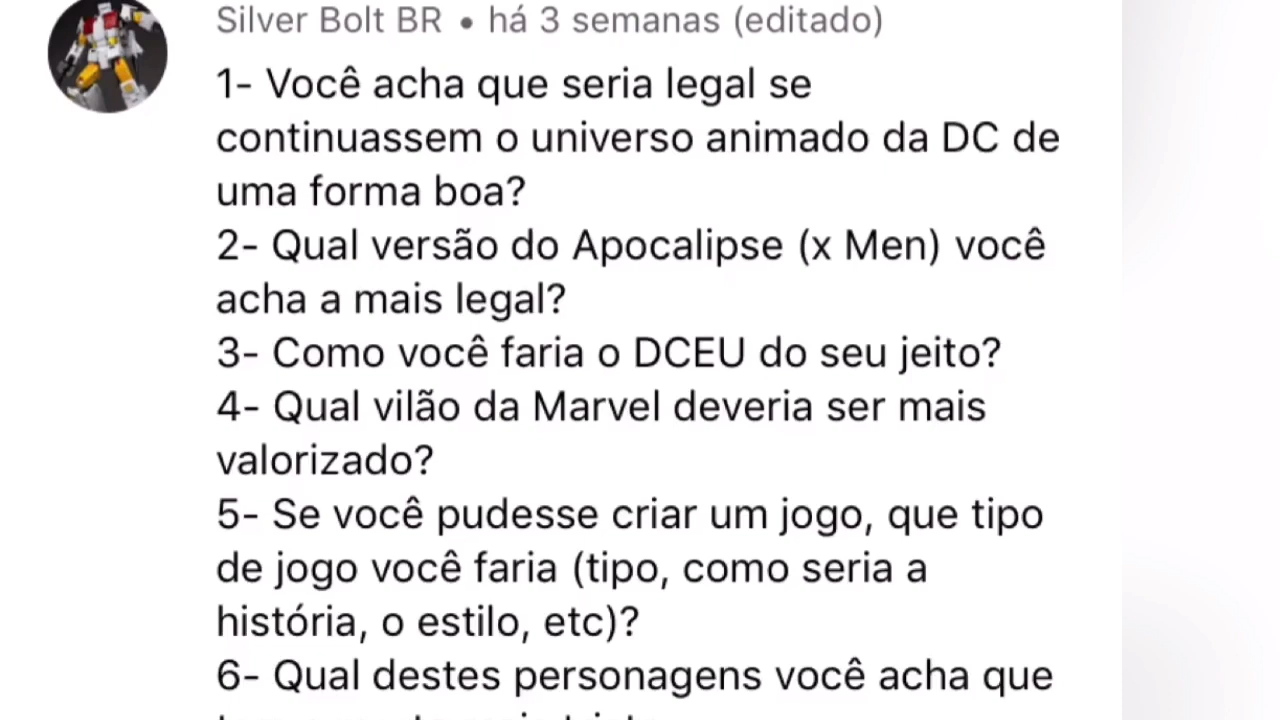 Silver Bolt BR • há 3 semanas (editado)
1- Você acha que seria legal se
continuassem o universo animado da DC de
uma forma boa?
2- Qual versão do Apocalipse (x Men) você
acha a mais legal?
3- Como você faria o DCEU do seu jeito?
4- Qual vilão da Marvel deveria ser mais
valorizado?
5- Se você pudesse criar um jogo, que tipo
de jogo você faria (tipo, como seria a
história, o estilo, etc)?
6- Qual destes personagens você acha que